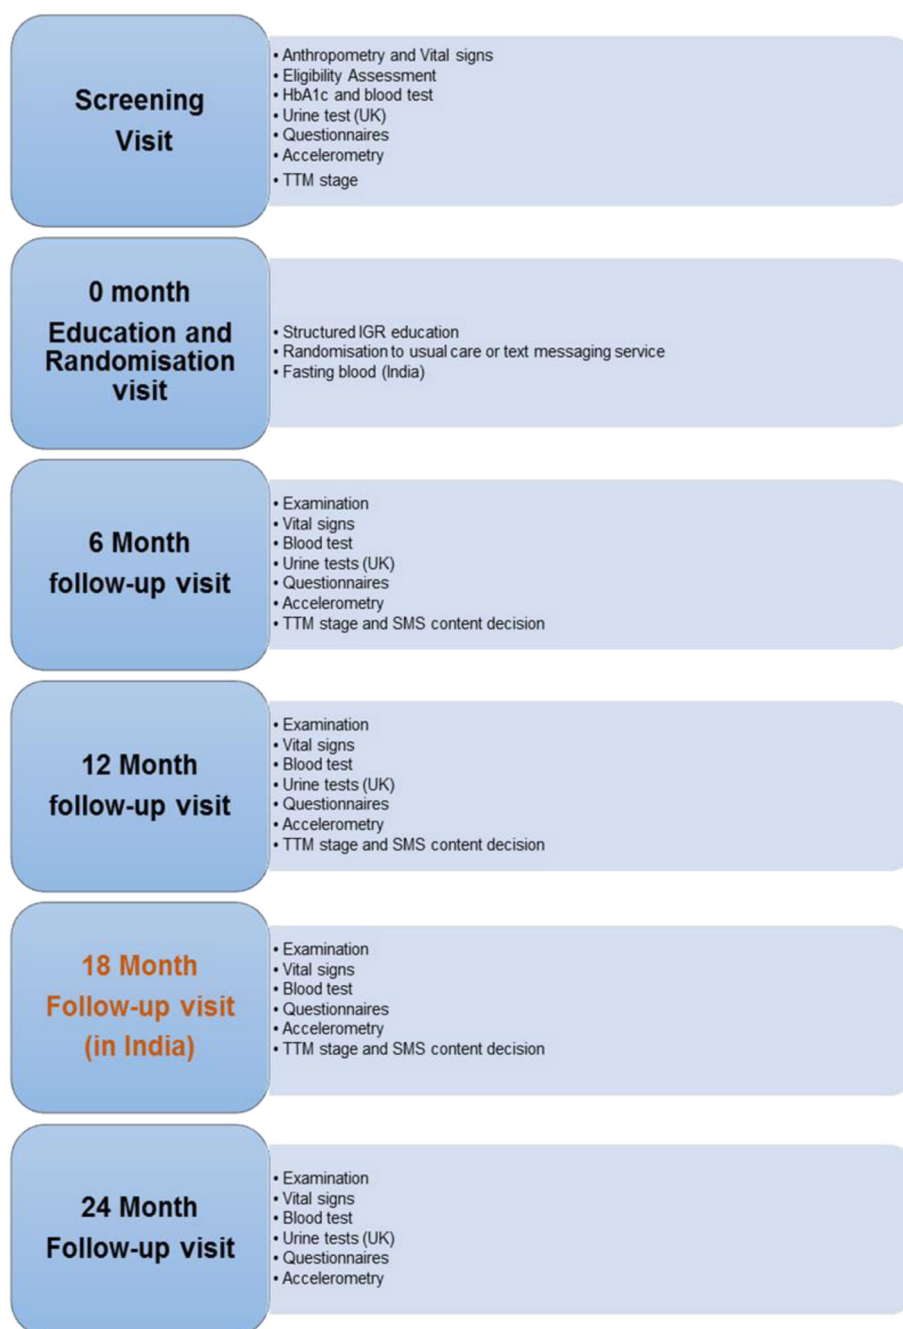 Screening
Visit
• Anthropometry and Vital signs
• Eligibility Assessment
• HbA1c and blood test
• Urine test (UK)
• Questionnaires
• Accelerometry
• TTM stage
0 month
Education and
Randomisation
visit
• Structured IGR education
• Randomisation to usual care or text messaging service
• Fasting blood (India)
6 Month
follow-up visit
• Examination
• Vital signs
• Blood test
• Urine tests (UK)
• Questionnaires
• Accelerometry
• TTM stage and SMS content decision
12 Month
follow-up visit
• Examination
• Vital signs
• Blood test
• Urine tests (UK)
• Questionnaires
• Accelerometry
• TTM stage and SMS content decision
18 Month
Follow-up visit
(in India)
• Examination
• Vital signs
• Blood test
• Questionnaires
• Accelerometry
• TTM stage and SMS content decision
24 Month
Follow-up visit
• Examination
• Vital signs
• Blood test
• Urine tests (UK)
• Questionnaires
• Accelerometry